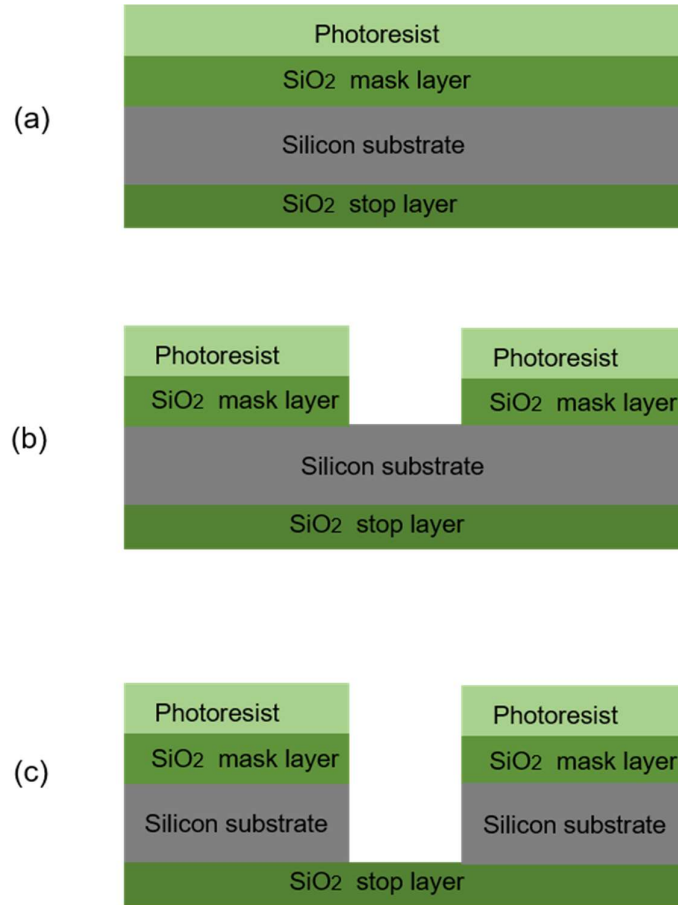 Photoresist
SiO2 mask layer
(a)
Silicon substrate
SiO2 stop layer
Photoresist Photoresist
SiO2 mask layer SiO2 mask layer
(b)
Silicon substrate
SiO2 stop layer
Photoresist Photoresist
SiO2 mask layer SiO2 mask layer
(c)
Silicon substrate Silicon substrate
SiO2 stop layer